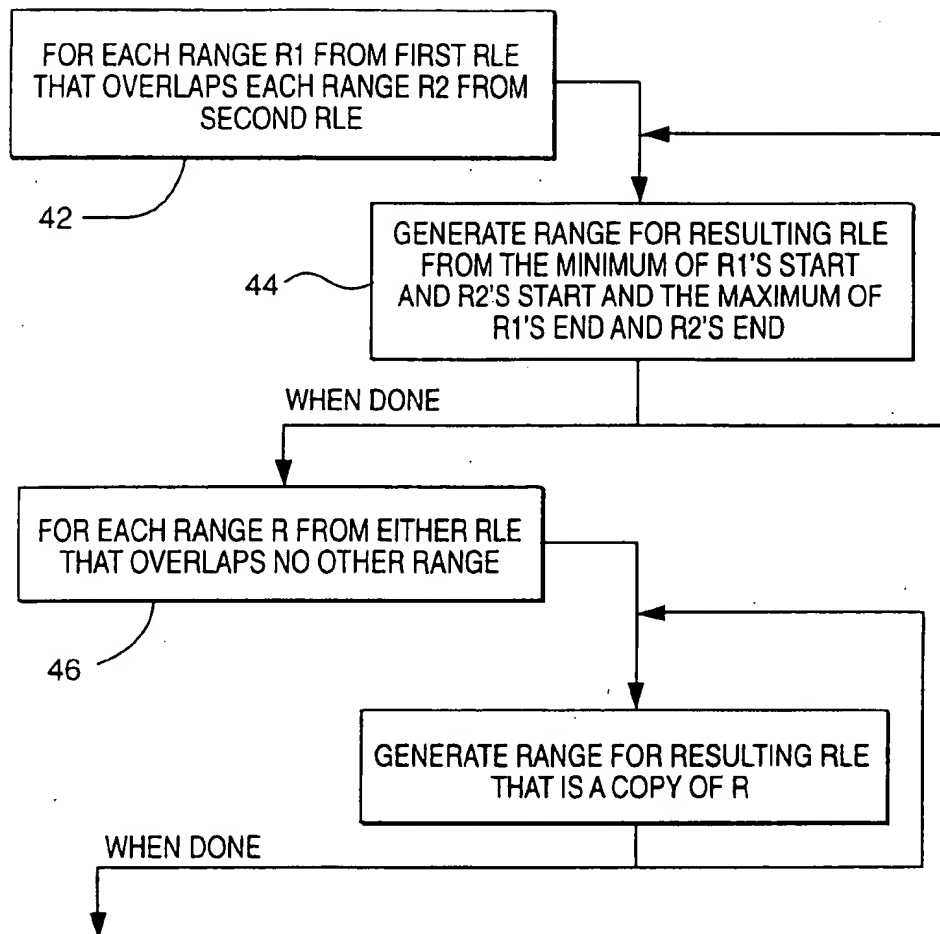 FOR EACH RANGE R1 FROM FIRST RLE
THAT OVERLAPS EACH RANGE R2 FROM
SECOND RLE
42
GENERATE RANGE FOR RESULTING RLE
FROM THE MINIMUM OF R1'S START
AND R2'S START AND THE MAXIMUM OF
R1'S END AND R2'S END
44
WHEN DONE
FOR EACH RANGE R FROM EITHER RLE
THAT OVERLAPS NO OTHER RANGE
46
GENERATE RANGE FOR RESULTING RLE
THAT IS A COPY OF R
WHEN DONE